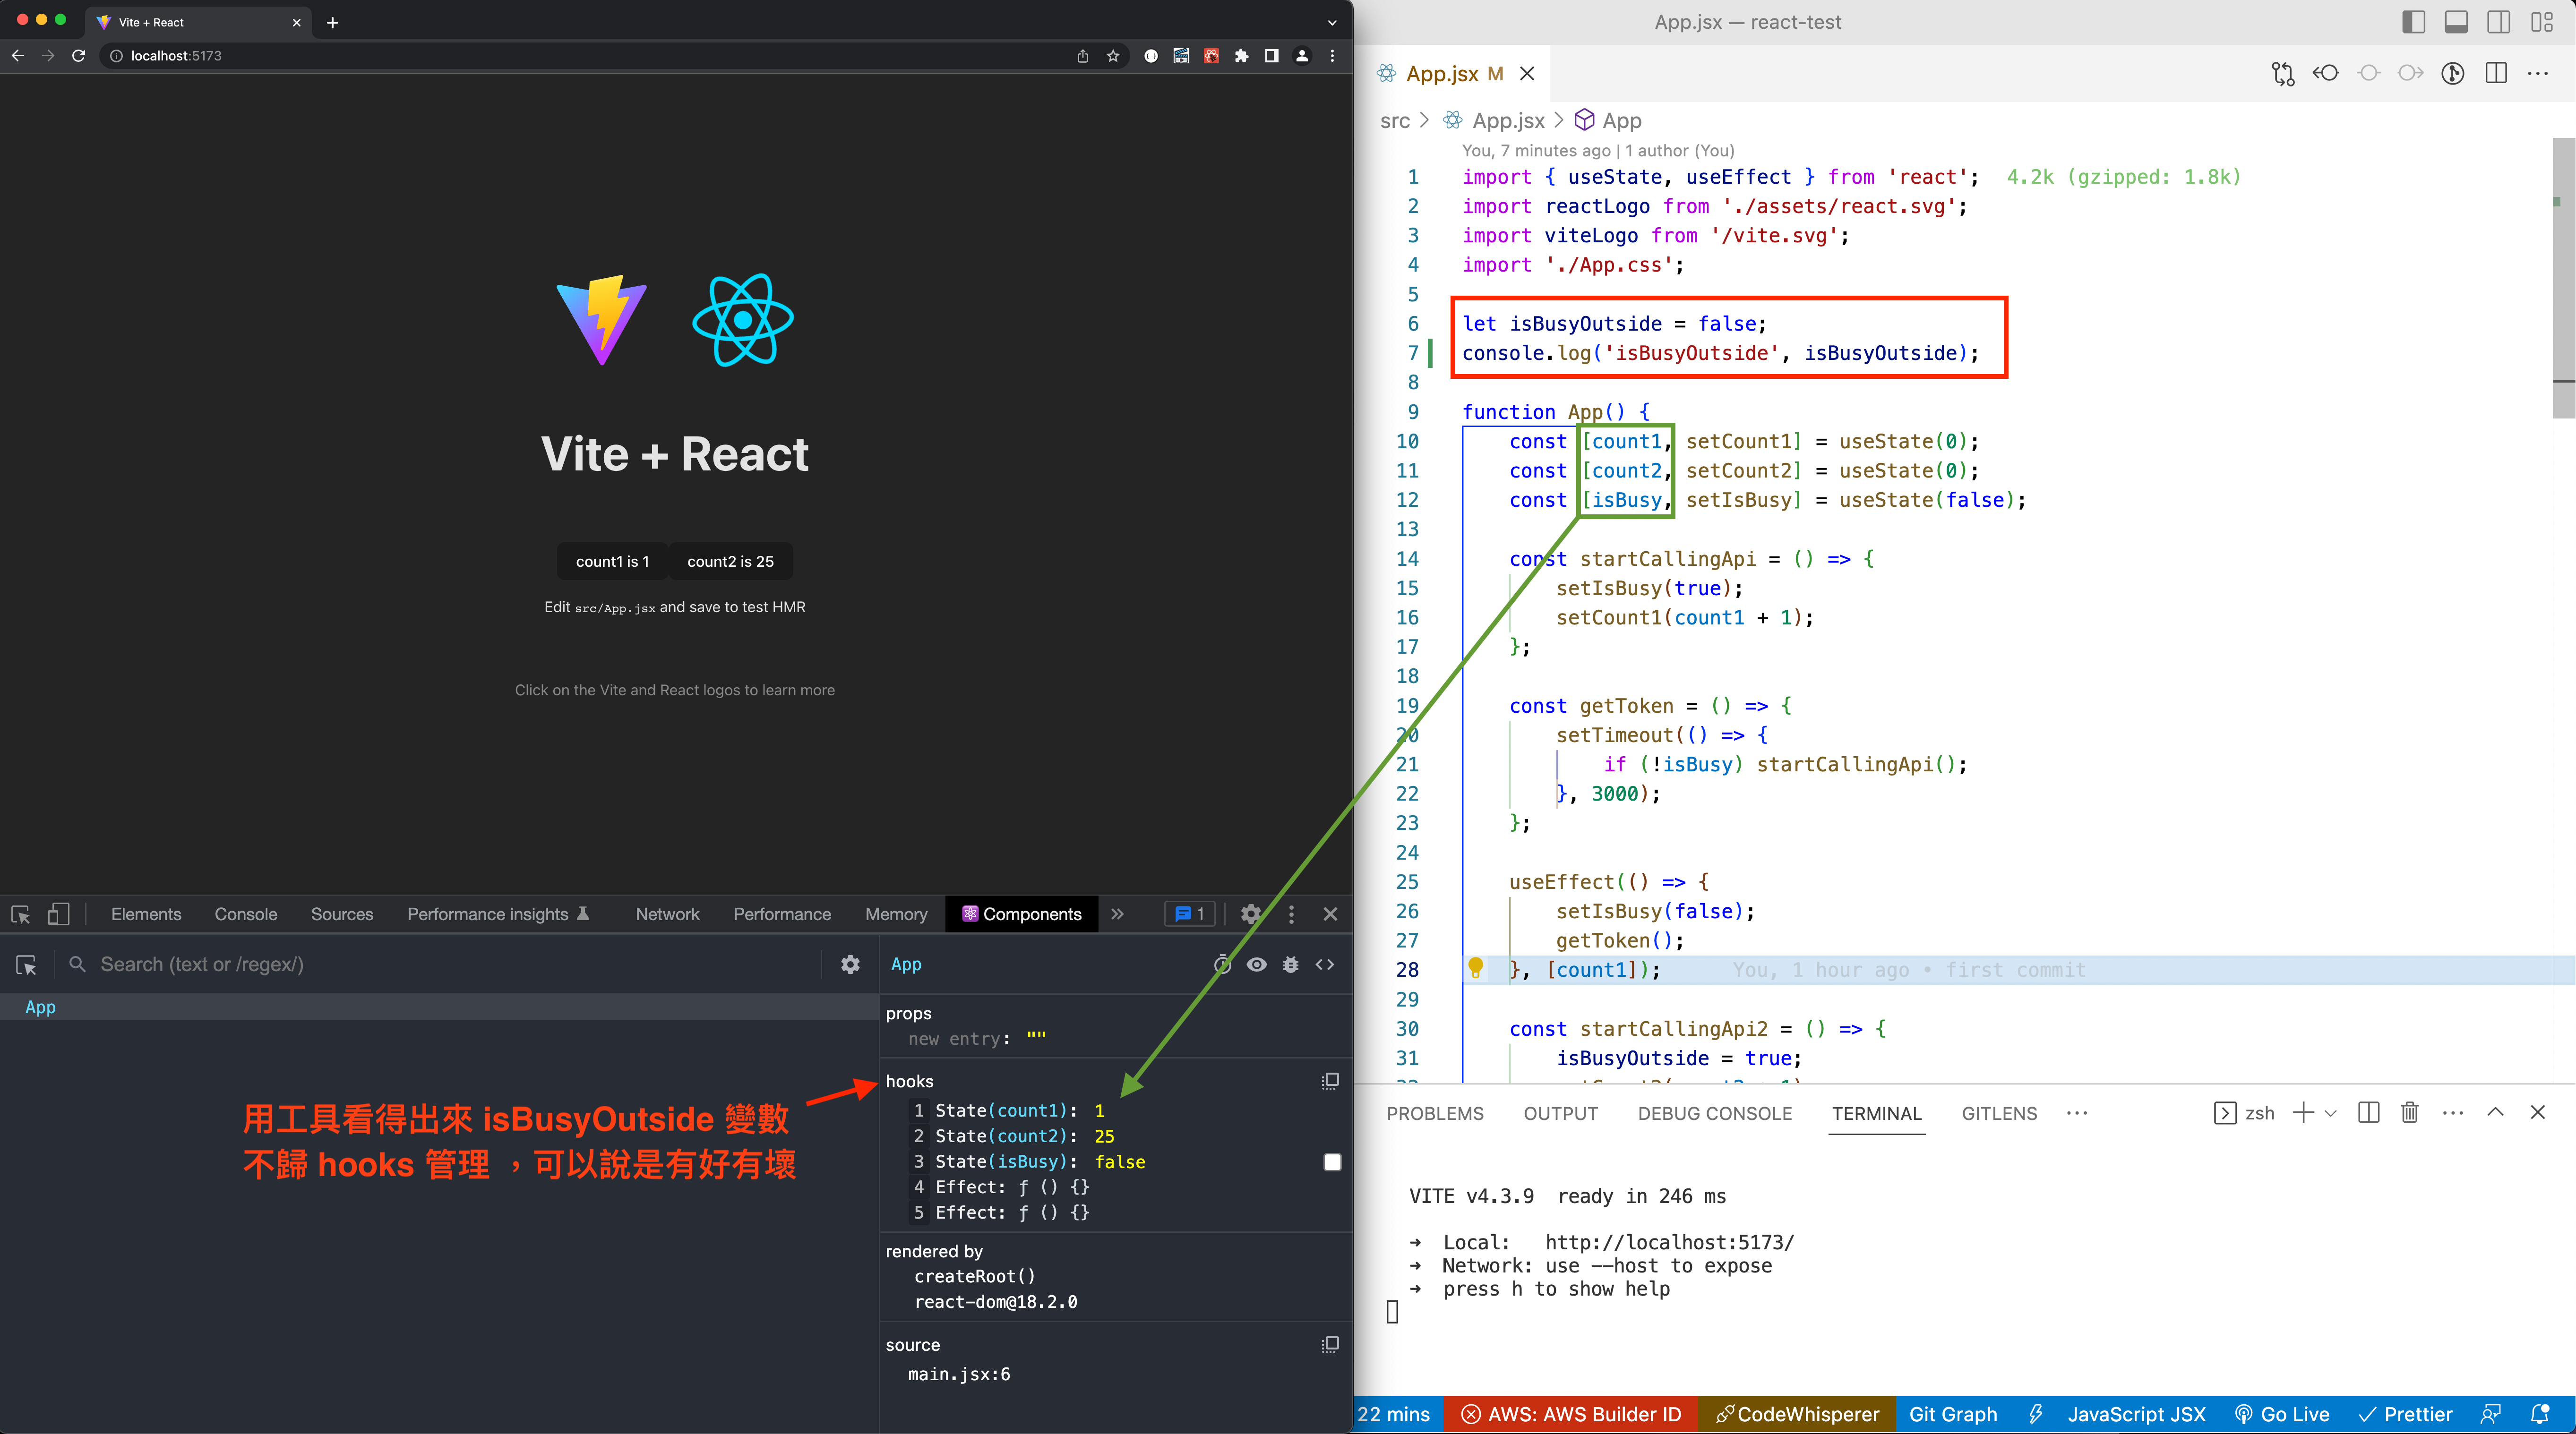 Vite + React
localhost:5173
Vite + React
count1 is 1
count2 is 25
Edit src/App.jsx and save to test HMR
Click on the Vite and React logos to learn more
Elements
Console
Sources
Performance insights
Network
Performance
Memory
Components
1
Search (text or /regex/)
App
App
props
new entry: ""
hooks
1 State(count1): 1
2 State(count2): 25
3 State(isBusy): false
4 Effect: ƒ () {}
5 Effect: ƒ () {}
rendered by
createRoot()
react-dom@18.2.0
source
main.jsx:6
用工具看得出來 isBusyOutside 變數
不歸 hooks 管理 ，可以說是有好有壞
App.jsx — react-test
App.jsx M
src > App.jsx > App
You, 7 minutes ago | 1 author (You)
1 import { useState, useEffect } from 'react'; 4.2k (gzipped: 1.8k)
2 import reactLogo from './assets/react.svg';
3 import viteLogo from '/vite.svg';
4 import './App.css';
5
6 let isBusyOutside = false;
7 console.log('isBusyOutside', isBusyOutside);
8
9 function App() {
10 const [count1, setCount1] = useState(0);
11 const [count2, setCount2] = useState(0);
12 const [isBusy, setIsBusy] = useState(false);
13
14 const startCallingApi = () => {
15 setIsBusy(true);
16 setCount1(count1 + 1);
17 };
18
19 const getToken = () => {
20 setTimeout(() => {
21 if (!isBusy) startCallingApi();
22 }, 3000);
23 };
24
25 useEffect(() => {
26 setIsBusy(false);
27 getToken();
28 }, [count1]); You, 1 hour ago • first commit
29
30 const startCallingApi2 = () => {
31 isBusyOutside = true;
PROBLEMS
OUTPUT
DEBUG CONSOLE
TERMINAL
GITLENS
zsh
VITE v4.3.9 ready in 246 ms
➜ Local: http://localhost:5173/
➜ Network: use --host to expose
➜ press h to show help
22 mins
AWS: AWS Builder ID
CodeWhisperer
Git Graph
JavaScript JSX
Go Live
Prettier